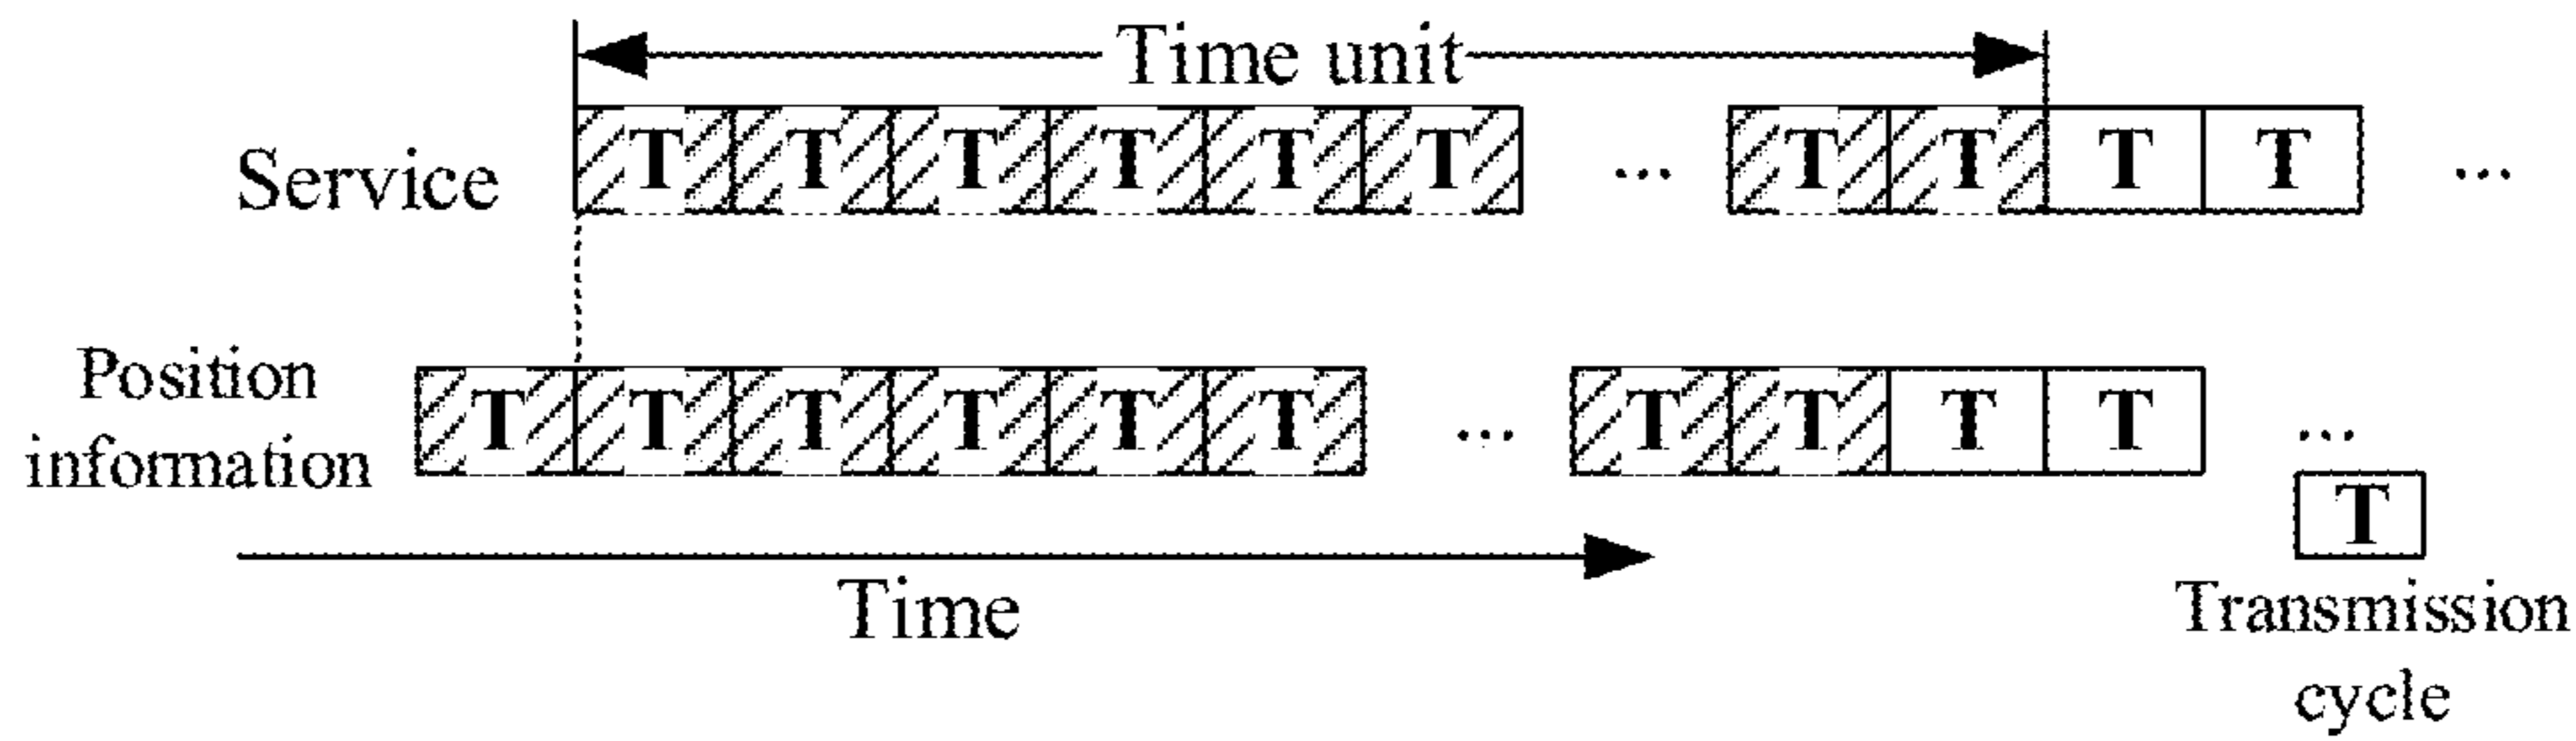 Time unit
Service T T T T T T ... T T T T ...
Position
information
T T T T T T ... T T T T ...
T
Time
Transmission
cycle